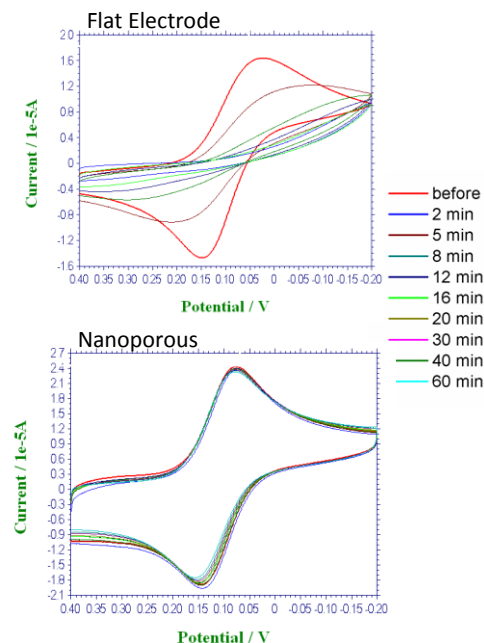 Flat Electrode
2.0
1.6
1.2
0.8
0.4
0
-0.4
-0.8
-1.2
-1.6
Current / 1e-5A
0.40 0.35 0.30 0.25 0.20 0.15 0.10 0.05 0 -0.05 -0.10 -0.15 -0.20
Potential / V
before
2 min
5 min
8 min
12 min
16 min
20 min
30 min
40 min
60 min
Nanoporous
2.7
2.4
2.1
1.8
1.5
1.2
0.9
0.6
0.3
0
-0.3
-0.6
-0.9
-1.2
-1.5
-1.8
-2.1
Current / 1e-5A
0.40 0.35 0.30 0.25 0.20 0.15 0.10 0.05 0 -0.05 -0.10 -0.15 -0.20
Potential / V